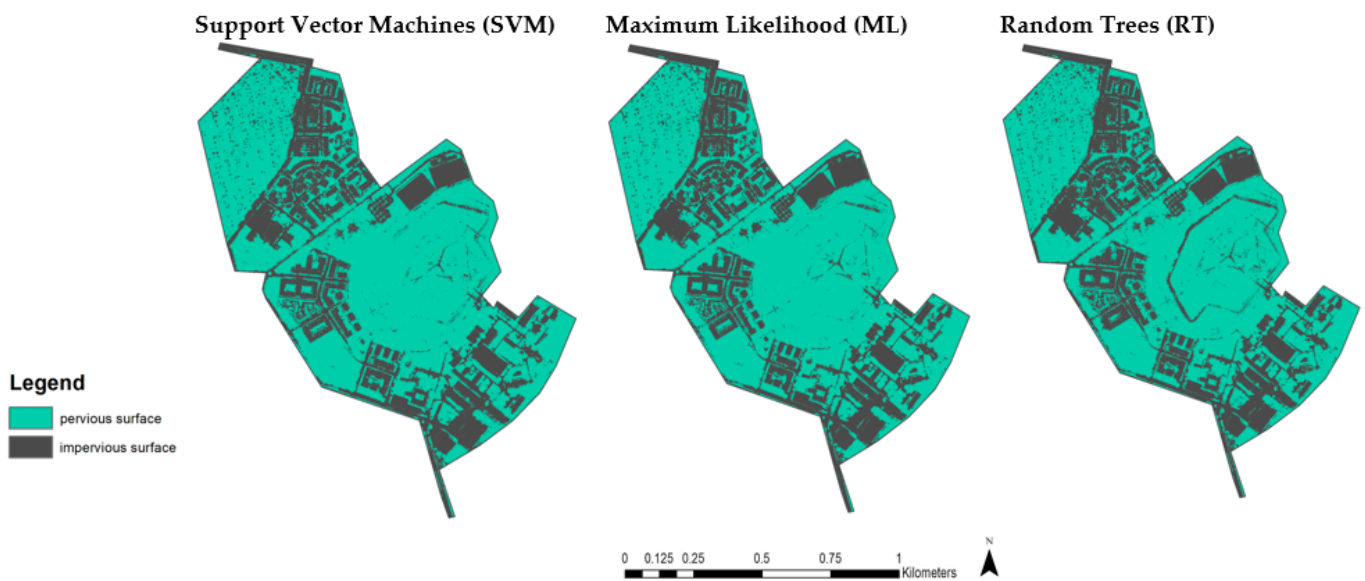 Support Vector Machines (SVM) Maximum Likelihood (ML) Random Trees (RT)
Legend
pervious surface
impervious surface
N
0 0.125 0.25 0.5 0.75 1
Kilometers